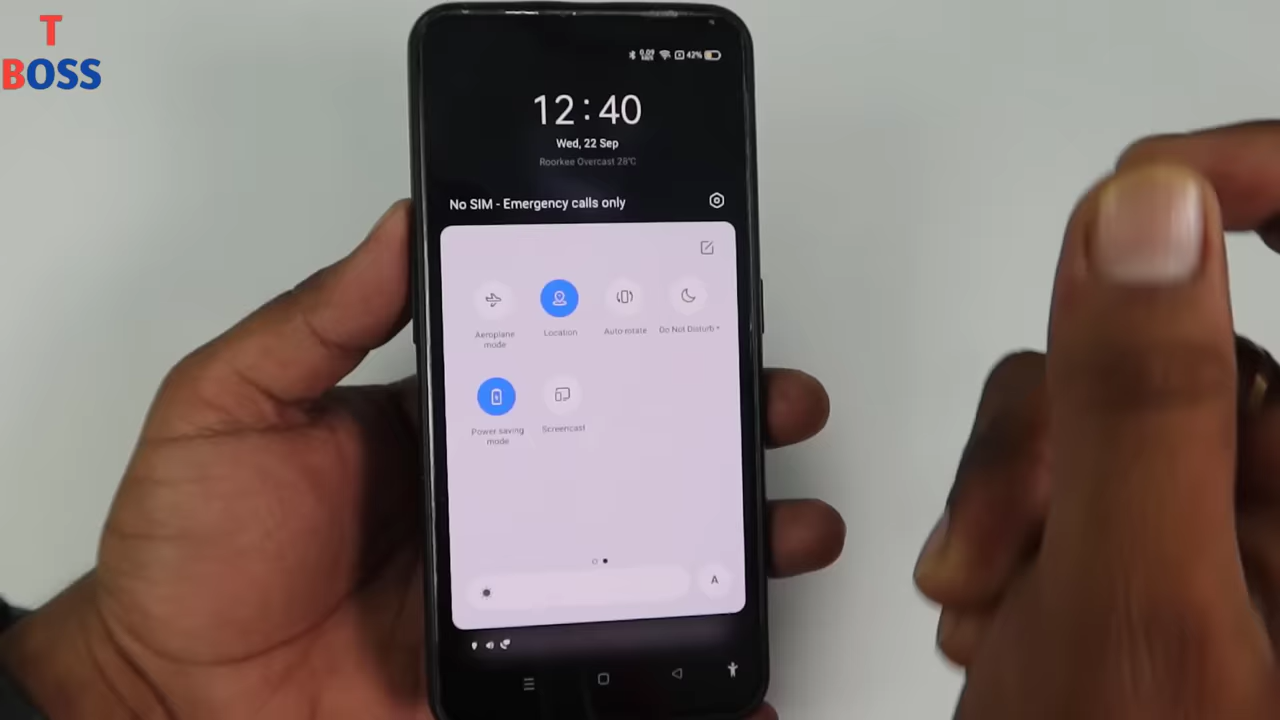 T
BOSS
42%
12:40
Wed, 22 Sep
Roorkee Overcast 28°C
No SIM - Emergency calls only
Aeroplane
mode
Location
Auto-rotate
Do Not Disturb
Power saving
mode
Screencast
A